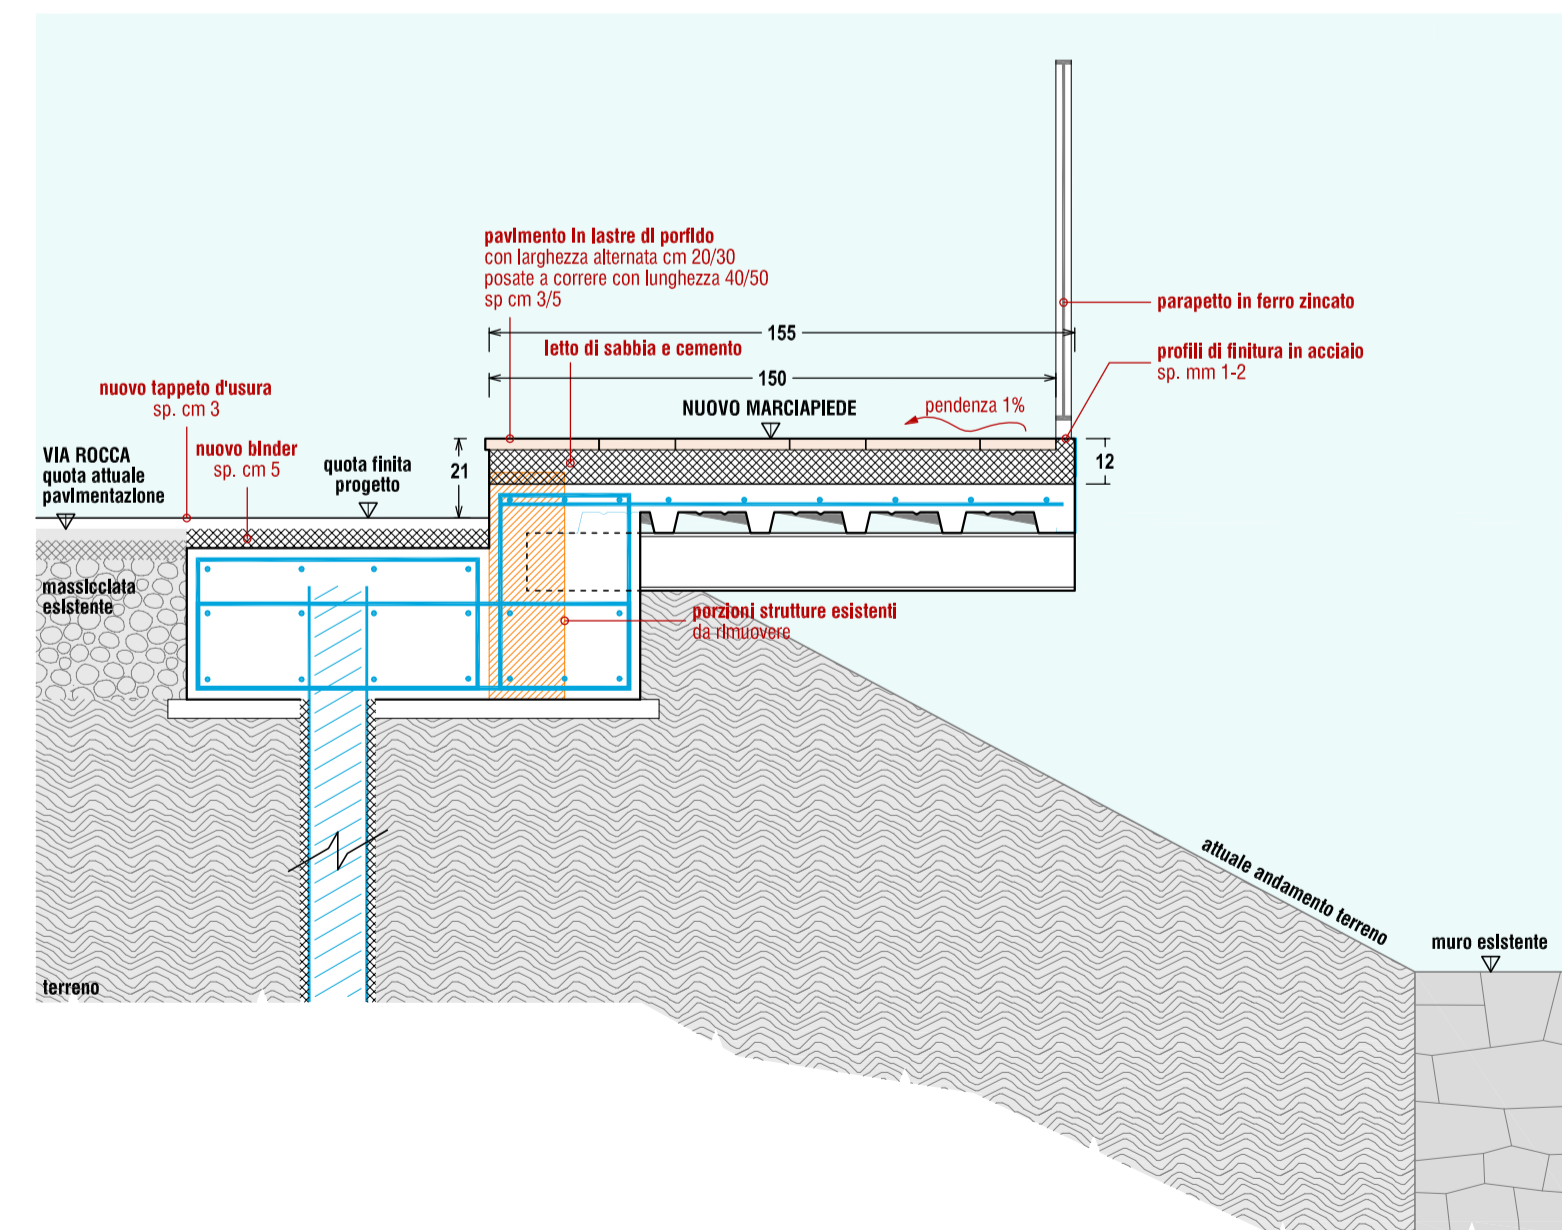 pavimento in lastre di porfido
con larghezza alternata cm 20/30
posate a correre con lunghezza 40/50
sp cm 3/5
parapetto in ferro zincato
155
letto di sabbia e cemento
profili di finitura in acciaio
sp. mm 1-2
150
nuovo tappeto d'usura
sp. cm 3
NUOVO MARCIAPIEDE
pendenza 1%
nuovo binder
sp. cm 5
VIA ROCCA
quota attuale
pavimentazione
quota finita
progetto
21
12
massicciata
esistente
porzioni strutture esistenti
da rimuovere
attuale andamento terreno
muro esistente
terreno